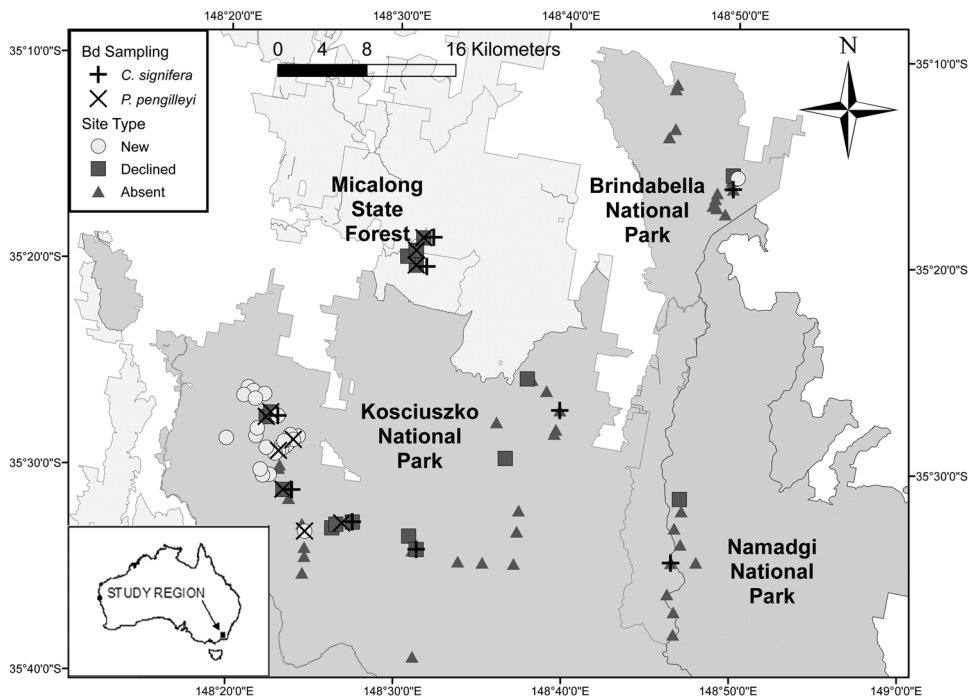 148°20'0"E 148°30'0"E 148°40'0"E 148°50'0"E
35°10'0"S 35°10'0"S
Bd Sampling
C. signifera
P. pengilleyi
Site Type
New
Declined
Absent
0 4 8 16 Kilometers
N
Micalong
State
Forest
Brindabella
National
Park
35°20'0"S 35°20'0"S
Kosciuszko
National
Park
35°30'0"S 35°30'0"S
Namadgi
National
Park
STUDY REGION
35°40'0"S
148°20'0"E 148°30'0"E 148°40'0"E 148°50'0"E 149°0'0"E